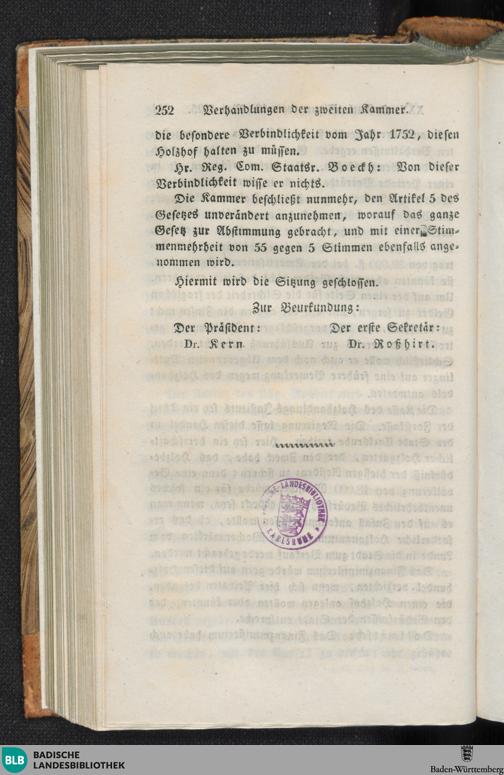 252 Verhandlungen der zweiten Kammer.
die besondere Verbindlichkeit vom Jahr 1752, diesen
Holzhof halten zu müssen.
Hr. Reg. Com. Staatsr. Boeckh: Von dieser
Verbindlichkeit wisse er nichts.
Die Kammer beschließt nunmehr, den Artikel 5 des
Gesetzes unverändert anzunehmen, worauf das ganze
Gesetz zur Abstimmung gebracht, und mit einer Stim-
menmehrheit von 55 gegen 5 Stimmen ebenfalls ange-
nommen wird.
Hiermit wird die Sitzung geschlossen.
Zur Beurkundung:
Der Präsident: Der erste Sekretär:
Dr. Kern Dr. Roßhirt.
LANDESBIBLIOTHEK
KARLSRUHE
BLB BADISCHE
LANDESBIBLIOTHEK
Baden-Württemberg